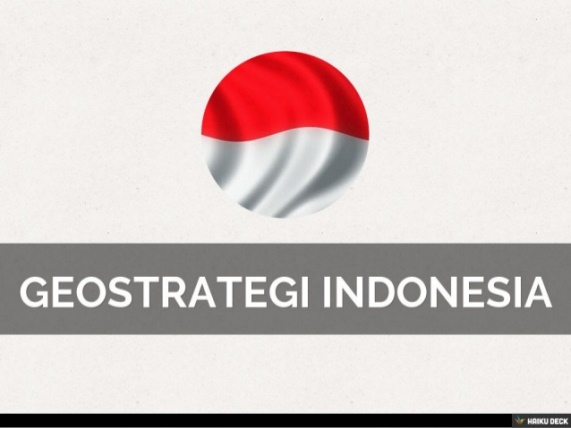 GEOSTRATEGI INDONESIA
HAIKU DECK